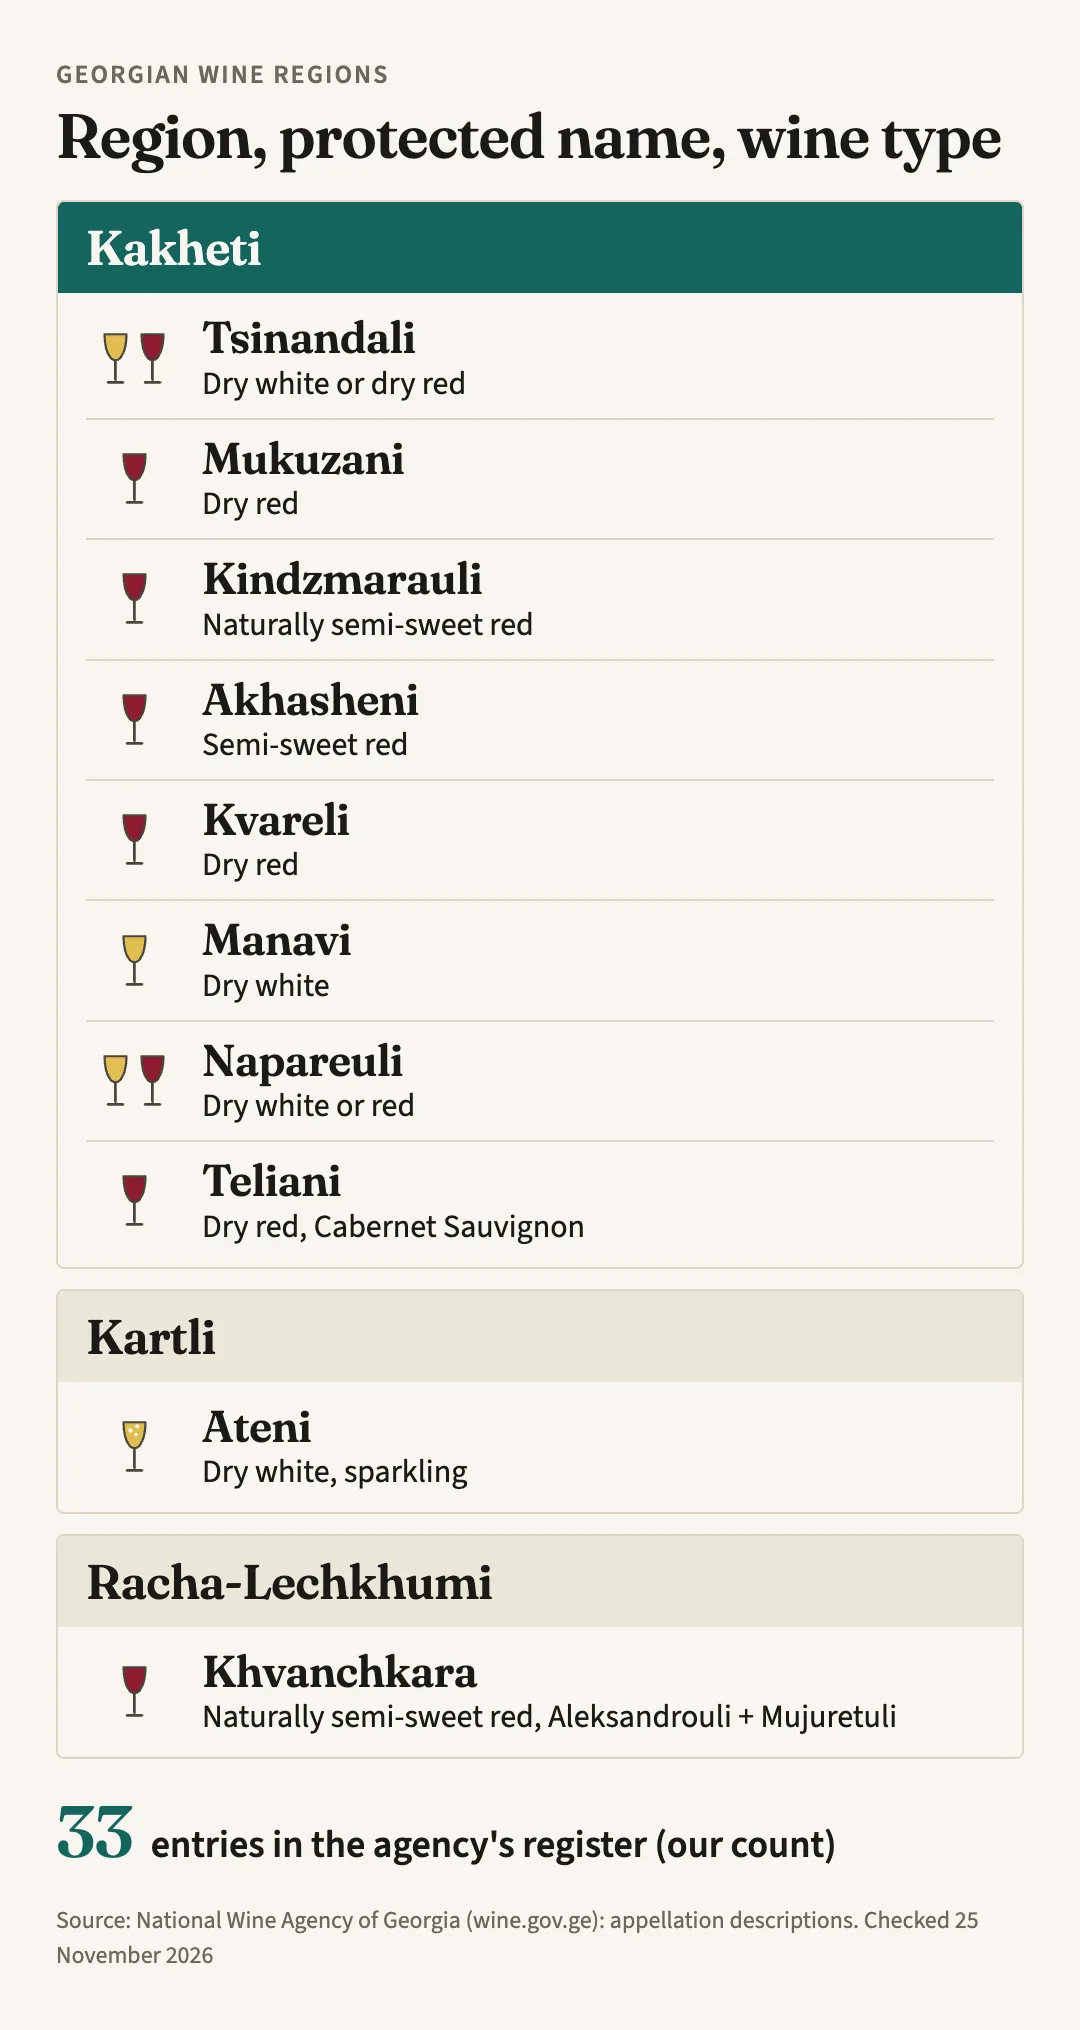 GEORGIAN WINE REGIONS
Region, protected name, wine type
Kakheti
Tsinandali
Dry white or dry red
Mukuzani
Dry red
Kindzmarauli
Naturally semi-sweet red
Akhasheni
Semi-sweet red
Kvareli
Dry red
Manavi
Dry white
Napareuli
Dry white or red
Teliani
Dry red, Cabernet Sauvignon
Kartli
Ateni
Dry white, sparkling
Racha-Lechkhumi
Khvanchkara
Naturally semi-sweet red, Aleksandrouli + Mujuretuli
33 entries in the agency's register (our count)
Source: National Wine Agency of Georgia (wine.gov.ge): appellation descriptions. Checked 25
November 2026